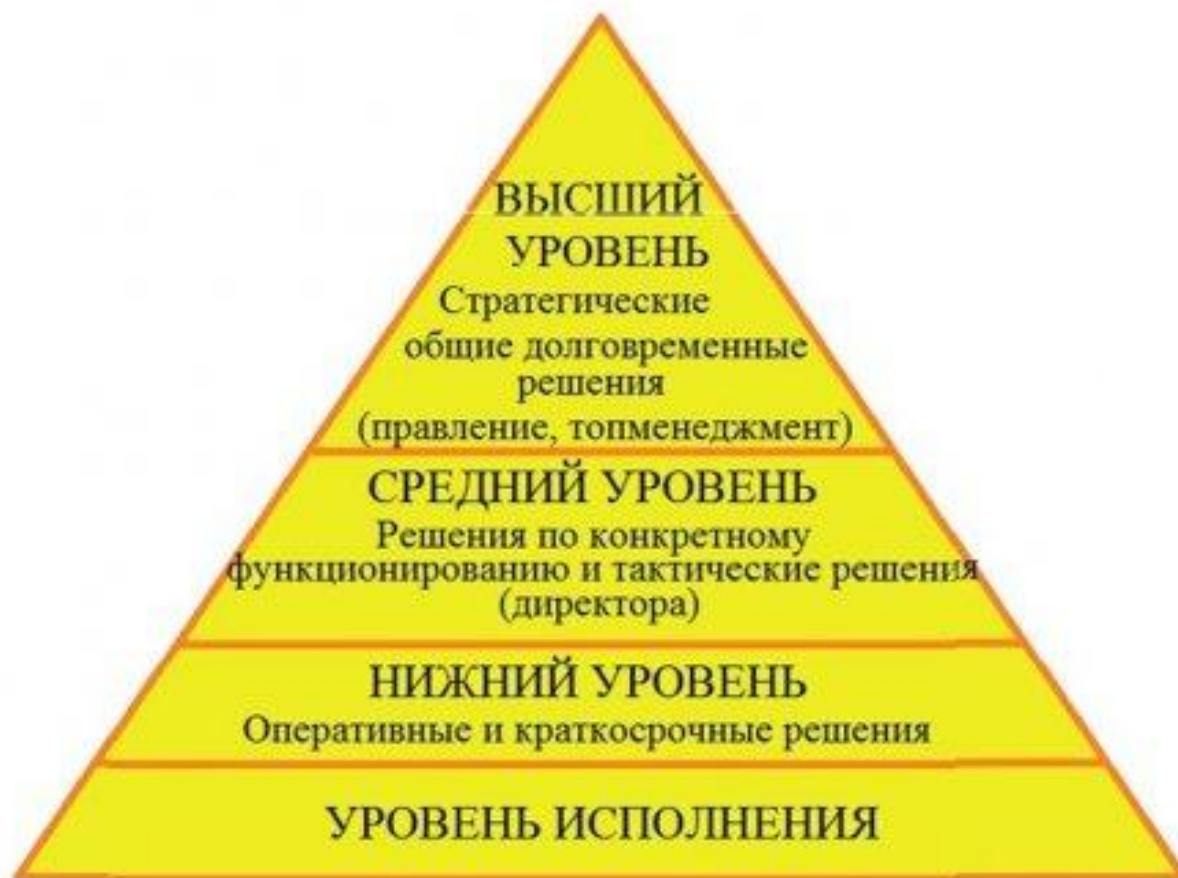 ВЫСШИЙ
УРОВЕНЬ
Стратегические
общие долговременные
решения
(правление, топменеджмент)
СРЕДНИЙ УРОВЕНЬ
Решения по конкретному
функционированию и тактические решения
(директора)
НИЖНИЙ УРОВЕНЬ
Оперативные и краткосрочные решения
УРОВЕНЬ ИСПОЛНЕНИЯ